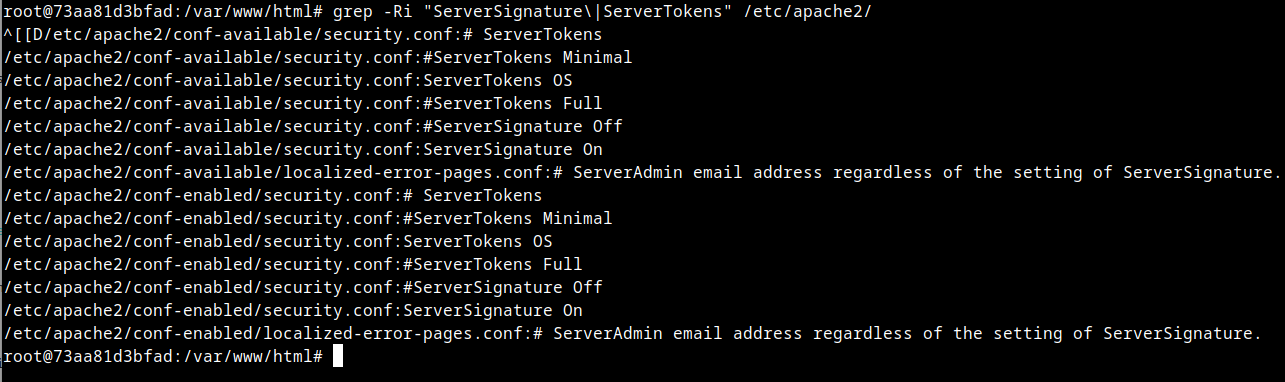 root@73aa81d3bfad:/var/www/html# grep -Ri "ServerSignature\|ServerTokens" /etc/apache2/
^[[D/etc/apache2/conf-available/security.conf:# ServerTokens
/etc/apache2/conf-available/security.conf:#ServerTokens Minimal
/etc/apache2/conf-available/security.conf:ServerTokens OS
/etc/apache2/conf-available/security.conf:#ServerTokens Full
/etc/apache2/conf-available/security.conf:#ServerSignature Off
/etc/apache2/conf-available/security.conf:ServerSignature On
/etc/apache2/conf-available/localized-error-pages.conf:# ServerAdmin email address regardless of the setting of ServerSignature.
/etc/apache2/conf-enabled/security.conf:# ServerTokens
/etc/apache2/conf-enabled/security.conf:#ServerTokens Minimal
/etc/apache2/conf-enabled/security.conf:ServerTokens OS
/etc/apache2/conf-enabled/security.conf:#ServerTokens Full
/etc/apache2/conf-enabled/security.conf:#ServerSignature Off
/etc/apache2/conf-enabled/security.conf:ServerSignature On
/etc/apache2/conf-enabled/localized-error-pages.conf:# ServerAdmin email address regardless of the setting of ServerSignature.
root@73aa81d3bfad:/var/www/html#